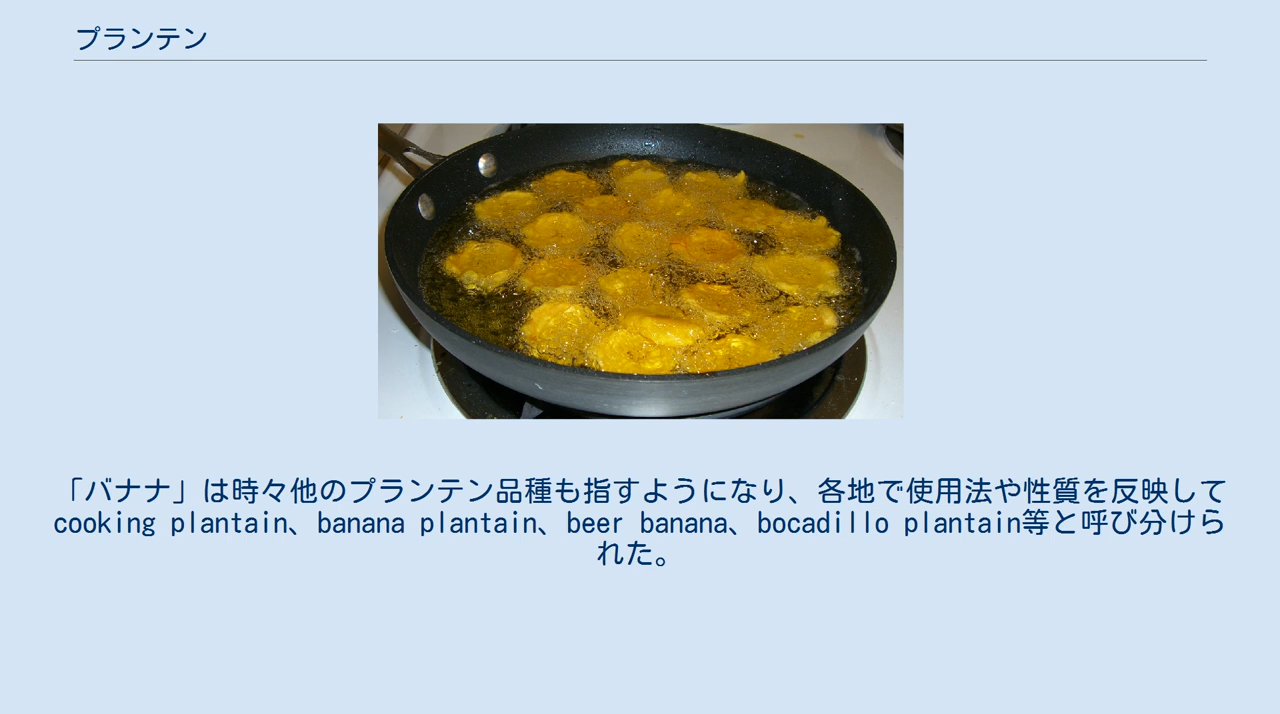 プランテン
「バナナ」は時々他のプランテン品種も指すようになり、各地で使用法や性質を反映して
cooking plantain、banana plantain、beer banana、bocadillo plantain等と呼び分けら
れた。